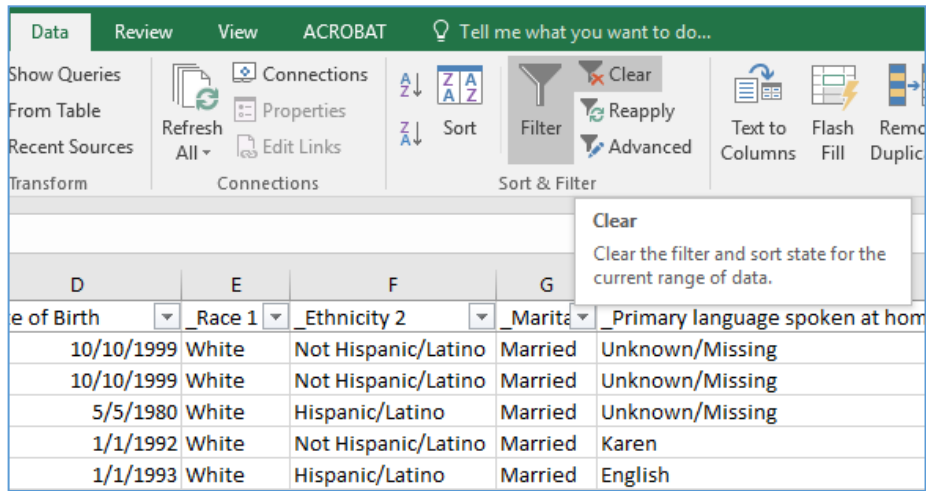 Data Review View ACROBAT Tell me what you want to do...
Show Queries
From Table
Recent Sources
Transform
Refresh
All
Connections
Properties
Edit Links
Connections
A
Z
Z
A
Z A
A Z
Sort
Filter
Clear
Reapply
Advanced
Sort & Filter
Text to
Columns
Flash
Fill
Remo
Duplic
Clear
Clear the filter and sort state for the
current range of data.
D E F G
e of Birth _Race 1 _Ethnicity 2 _Marita _Primary language spoken at hom
10/10/1999 White Not Hispanic/Latino Married Unknown/Missing
10/10/1999 White Not Hispanic/Latino Married Unknown/Missing
5/5/1980 White Hispanic/Latino Married Unknown/Missing
1/1/1992 White Not Hispanic/Latino Married Karen
1/1/1993 White Hispanic/Latino Married English